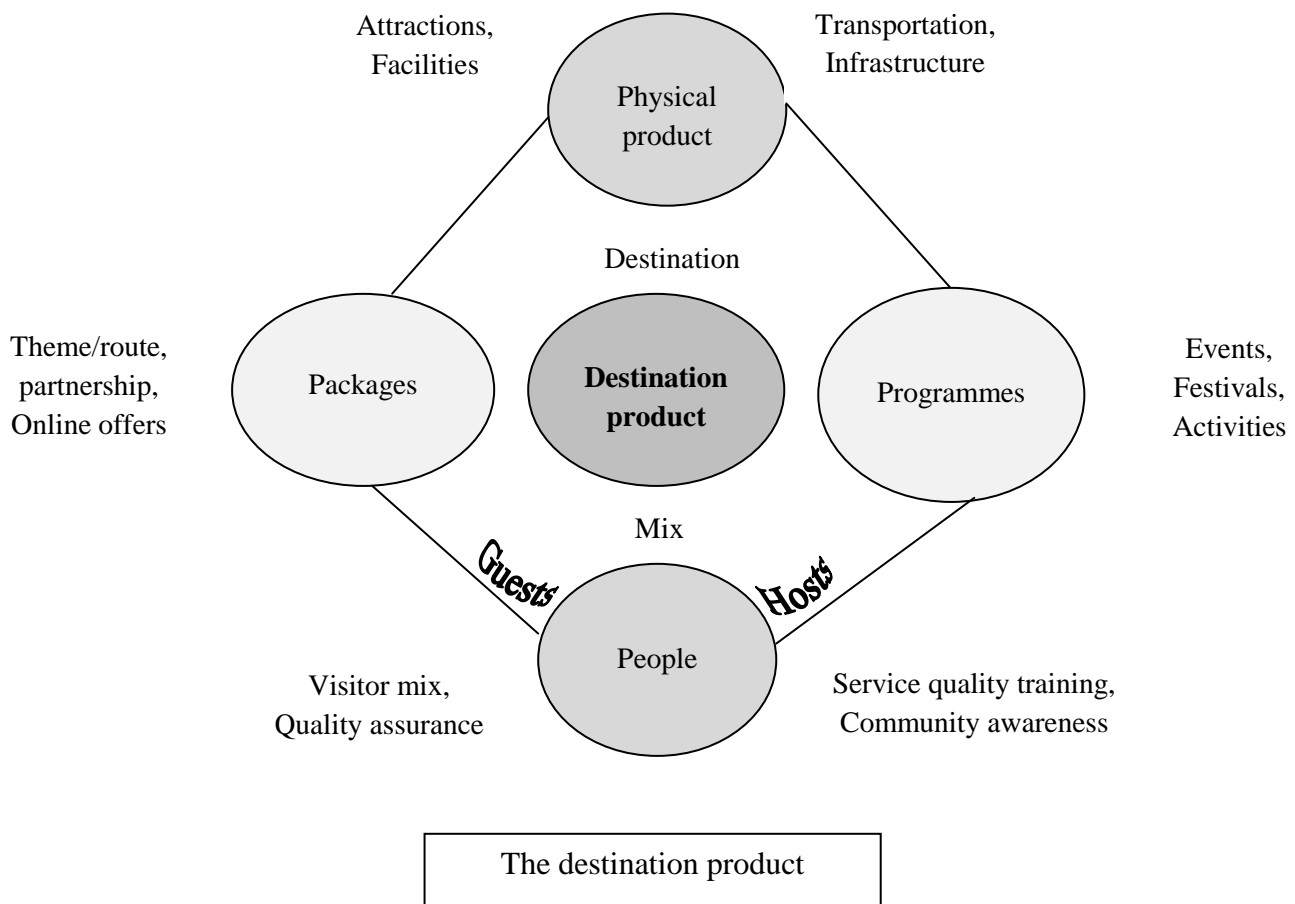 Attractions,
Facilities
Transportation,
Infrastructure
Physical
product
Destination
Theme/route,
partnership,
Online offers
Packages
Destination
product
Programmes
Events,
Festivals,
Activities
Mix
Guests
Hosts
People
Visitor mix,
Quality assurance
Service quality training,
Community awareness
The destination product